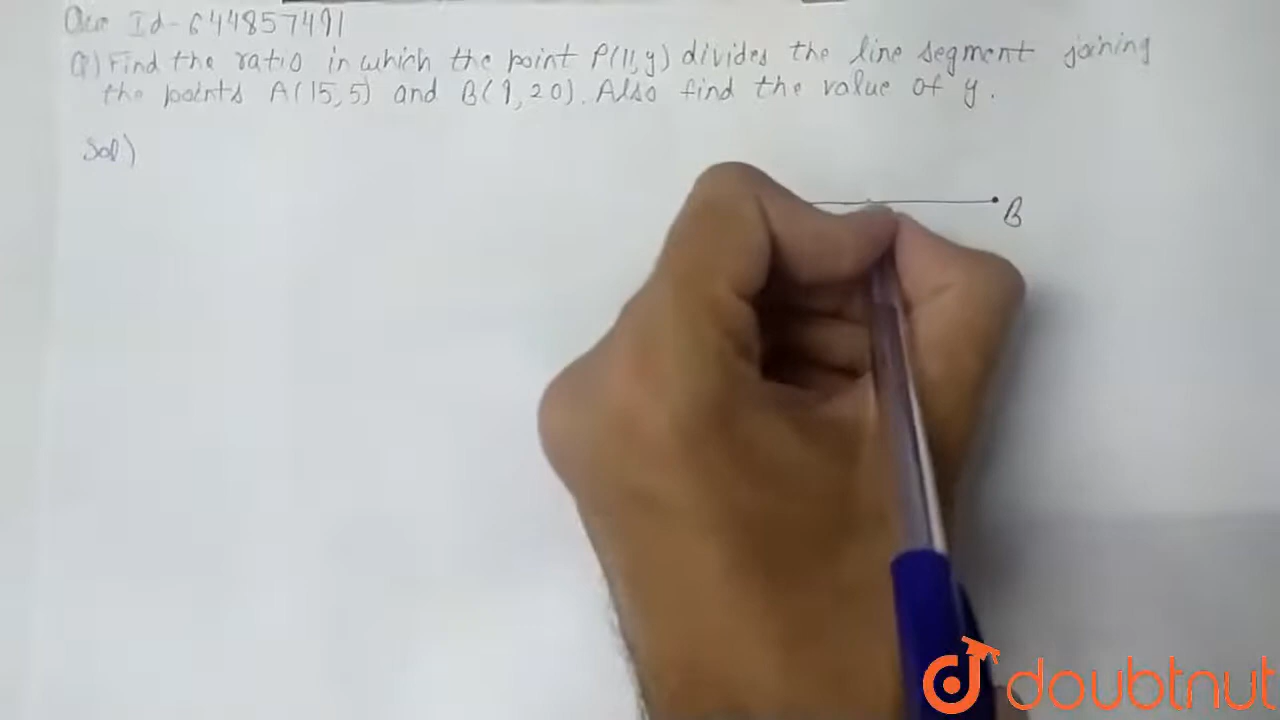 Que Id-644857491
Q) Find the ratio in which the point P(11,y) divides the line segment joining
the points A(15,5) and B(9,20). Also find the value of y.
Sol)
B
doubtnut